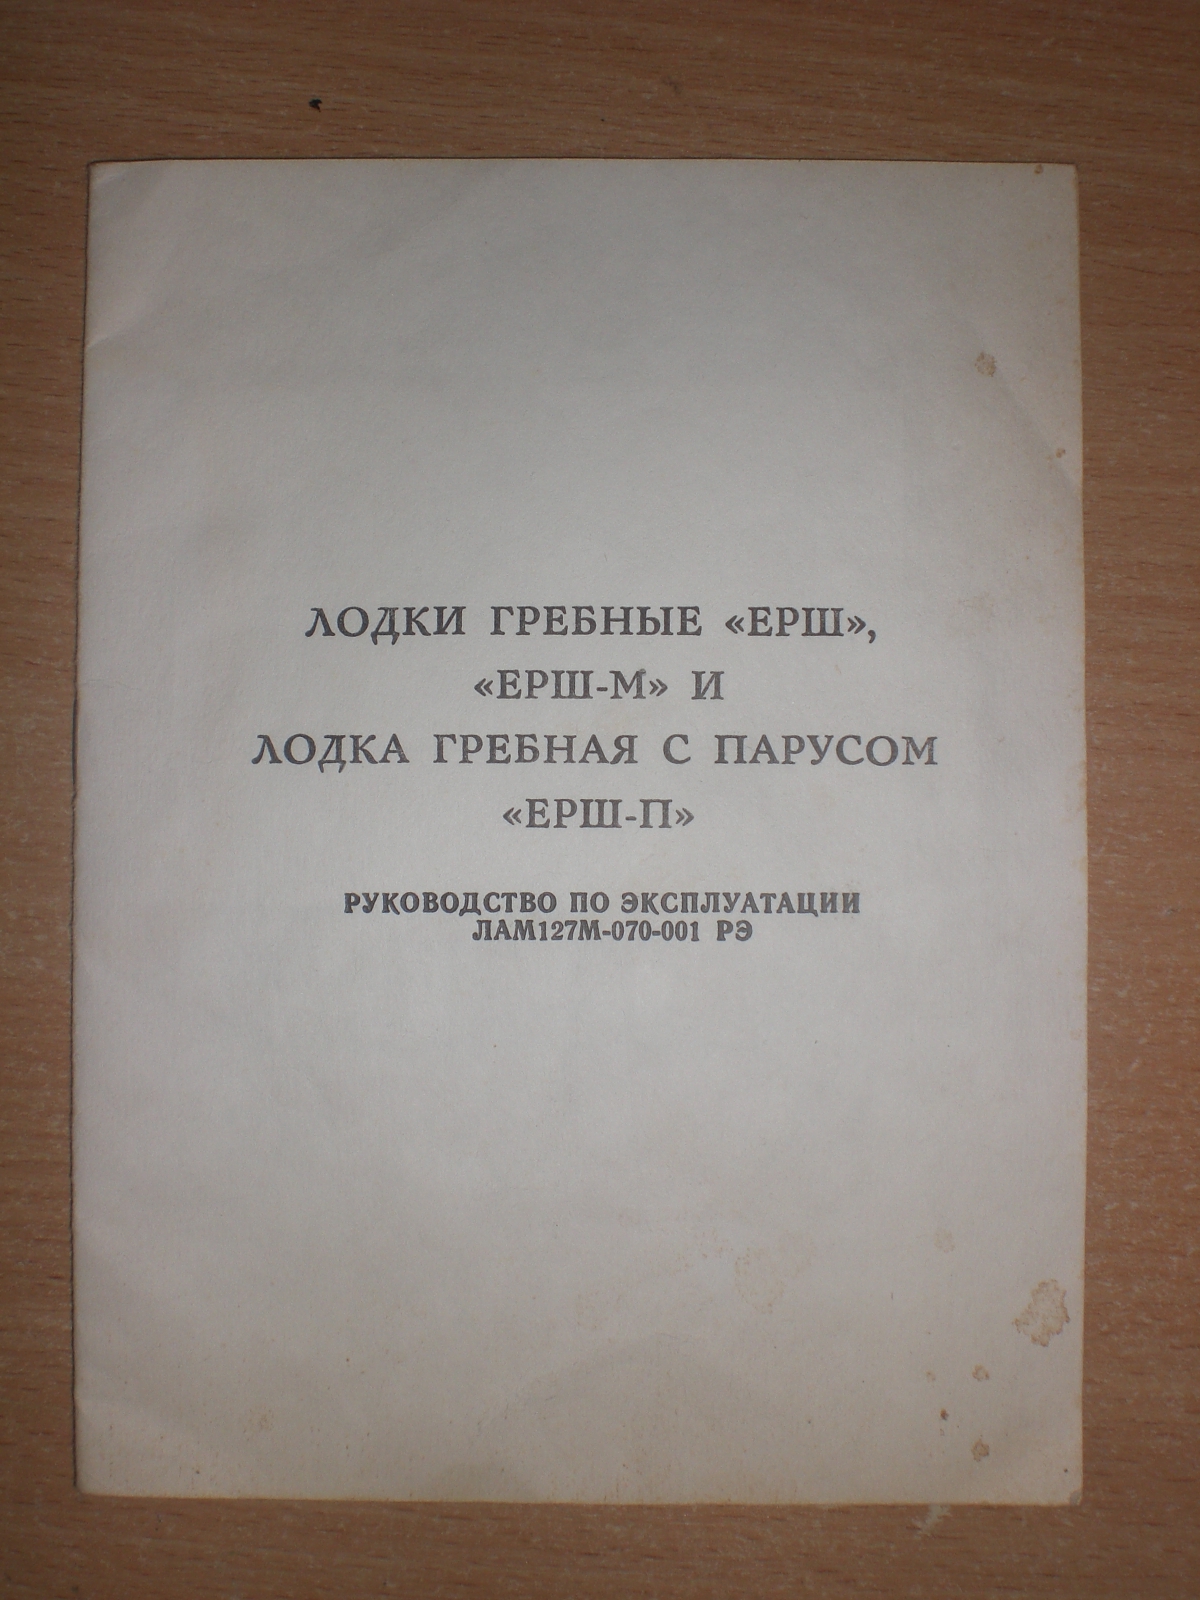 ЛОДКИ ГРЕБНЫЕ «ЕРШ»,
«ЕРШ-М» И
ЛОДКА ГРЕБНАЯ С ПАРУСОМ
«ЕРШ-П»
РУКОВОДСТВО ПО ЭКСПЛУАТАЦИИ
ЛАМ127М-070-001 РЭ